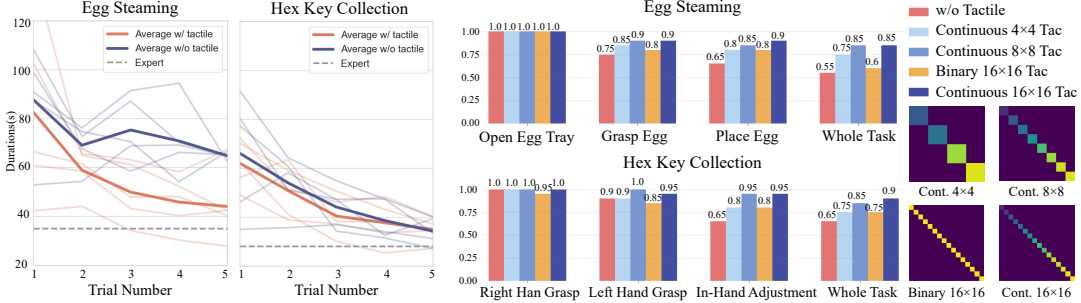 Egg Steaming
Hex Key Collection
Durations(s)
120
100
80
60
40
20
Average w/ tactile
Average w/o tactile
Expert
Average w/ tactile
Average w/o tactile
Expert
1 2 3 4 5
1 2 3 4 5
Trial Number
Trial Number
Egg Steaming
1.00
0.75
0.50
0.25
0.00
1.0 1.0 1.0 1.0 1.0
0.75 0.85 0.9 0.8 0.9
0.65 0.8 0.85 0.8 0.9
0.55 0.75 0.85 0.6 0.85
Open Egg Tray
Grasp Egg
Place Egg
Whole Task
Hex Key Collection
1.00
0.75
0.50
0.25
0.00
1.0 1.0 1.0 0.95 1.0
0.9 0.9 1.0 0.85 0.95
0.65 0.8 0.95 0.8 0.95
0.65 0.75 0.85 0.75 0.9
Right Han Grasp
Left Hand Grasp
In-Hand Adjustment
Whole Task
w/o Tactile
Continuous 4×4 Tac
Continuous 8×8 Tac
Binary 16×16 Tac
Continuous 16×16 Tac
Cont. 4×4
Cont. 8×8
Binary 16×16
Cont. 16×16